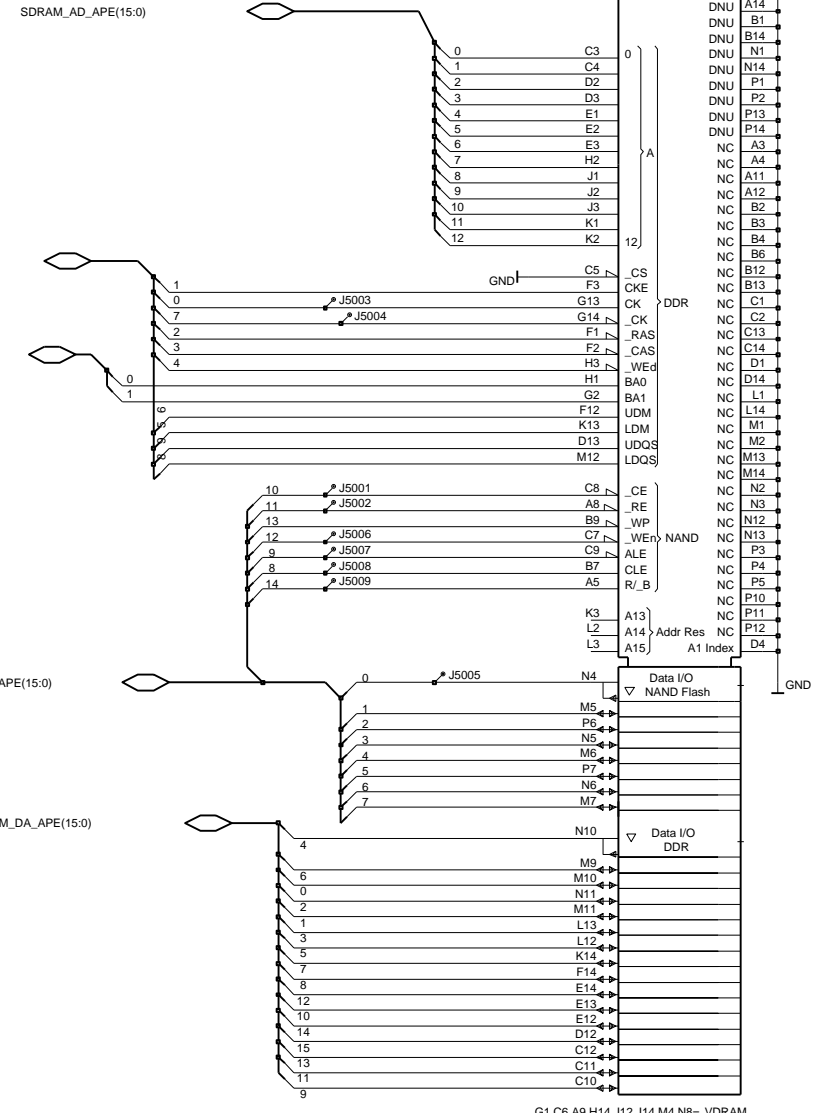 SDRAM_AD_APE(15:0)
DNU A14
DNU B1
DNU B14
0 C3 0 DNU N1
1 C4 DNU N14
2 D2 DNU P1
3 D3 DNU P2
4 E1 DNU P13
5 E2 DNU P14
6 E3 A NC A3
7 H2 NC A4
8 J1 NC A11
9 J2 NC A12
10 J3 NC B2
11 K1 NC B3
12 K2 12 NC B4
NC B6
GND C5 _CS NC B12
1 F3 CKE NC B13
0 J5003 G13 CK DDR NC C1
7 J5004 G14 _CK NC C2
2 F1 _RAS NC C13
3 F2 _CAS NC C14
4 H3 _WEd NC D1
0 H1 BA0 NC D14
1 G2 BA1 NC L1
6 F12 UDM NC L14
5 K13 LDM NC M1
D13 UDQS NC M2
8 M12 LDQS NC M13
NC M14
10 J5001 C8 _CE NC N2
11 J5002 A8 _RE NC N3
13 B9 _WP NC N12
12 J5006 C7 _WEn NAND NC N13
9 J5007 C9 ALE NC P3
8 J5008 B7 CLE NC P4
14 J5009 A5 R/_B NC P5
NC P10
K3 A13 NC P11
L2 A14 Addr Res NC P12
L3 A15 A1 Index D4
APE(15:0) 0 J5005 N4 Data I/O GND
NAND Flash
1 M5
2 P6
3 N5
4 M6
5 P7
6 N6
7 M7
M_DA_APE(15:0)
4 N10 Data I/O
DDR
6 M9
0 M10
2 N11
1 M11
3 L13
5 L12
7 K14
8 F14
12 E14
10 E13
14 E12
15 D12
13 C12
11 C11
9 C10
G1,C6,A9,H14,J12,J14,M4,N8= VDRAM